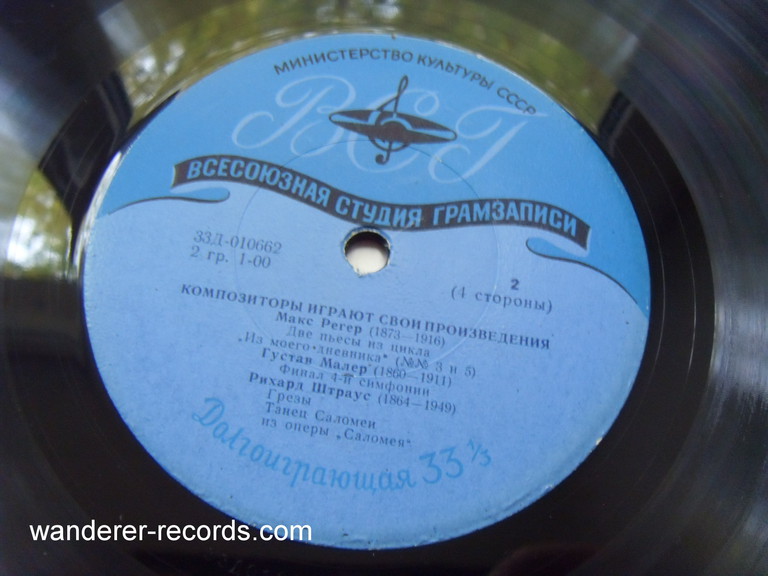 МИНИСТЕРСТВО КУЛЬТУРЫ СССР
ВСГ
ВСЕСОЮЗНАЯ СТУДИЯ ГРАМЗАПИСИ
33Д-010662
2 гр. 1-00
2
(4 стороны)
КОМПОЗИТОРЫ ИГРАЮТ СВОИ ПРОИЗВЕДЕНИЯ
Макс Регер (1873—1916)
Две пьесы из цикла
„Из моего дневника“ (№№ 3 и 5)
Густав Малер (1860—1911)
Финал 4-й симфонии
Рихард Штраус (1864—1949)
Грезы
Танец Саломеи
из оперы „Саломея“
Долгоиграющая 33 1/3
wanderer-records.com